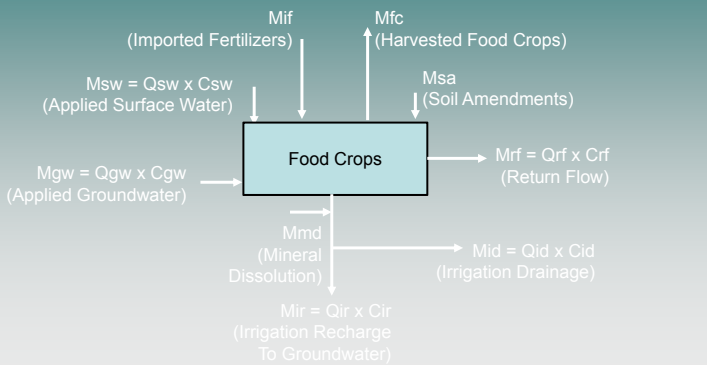 Mif
(Imported Fertilizers)
Mfc
(Harvested Food Crops)
Msw = Qsw x Csw
(Applied Surface Water)
Msa
(Soil Amendments)
Food Crops
Mgw = Qgw x Cgw
(Applied Groundwater)
Mrf = Qrf x Crf
(Return Flow)
Mmd
(Mineral
Dissolution)
Mid = Qid x Cid
(Irrigation Drainage)
Mir = Qir x Cir
(Irrigation Recharge
To Groundwater)